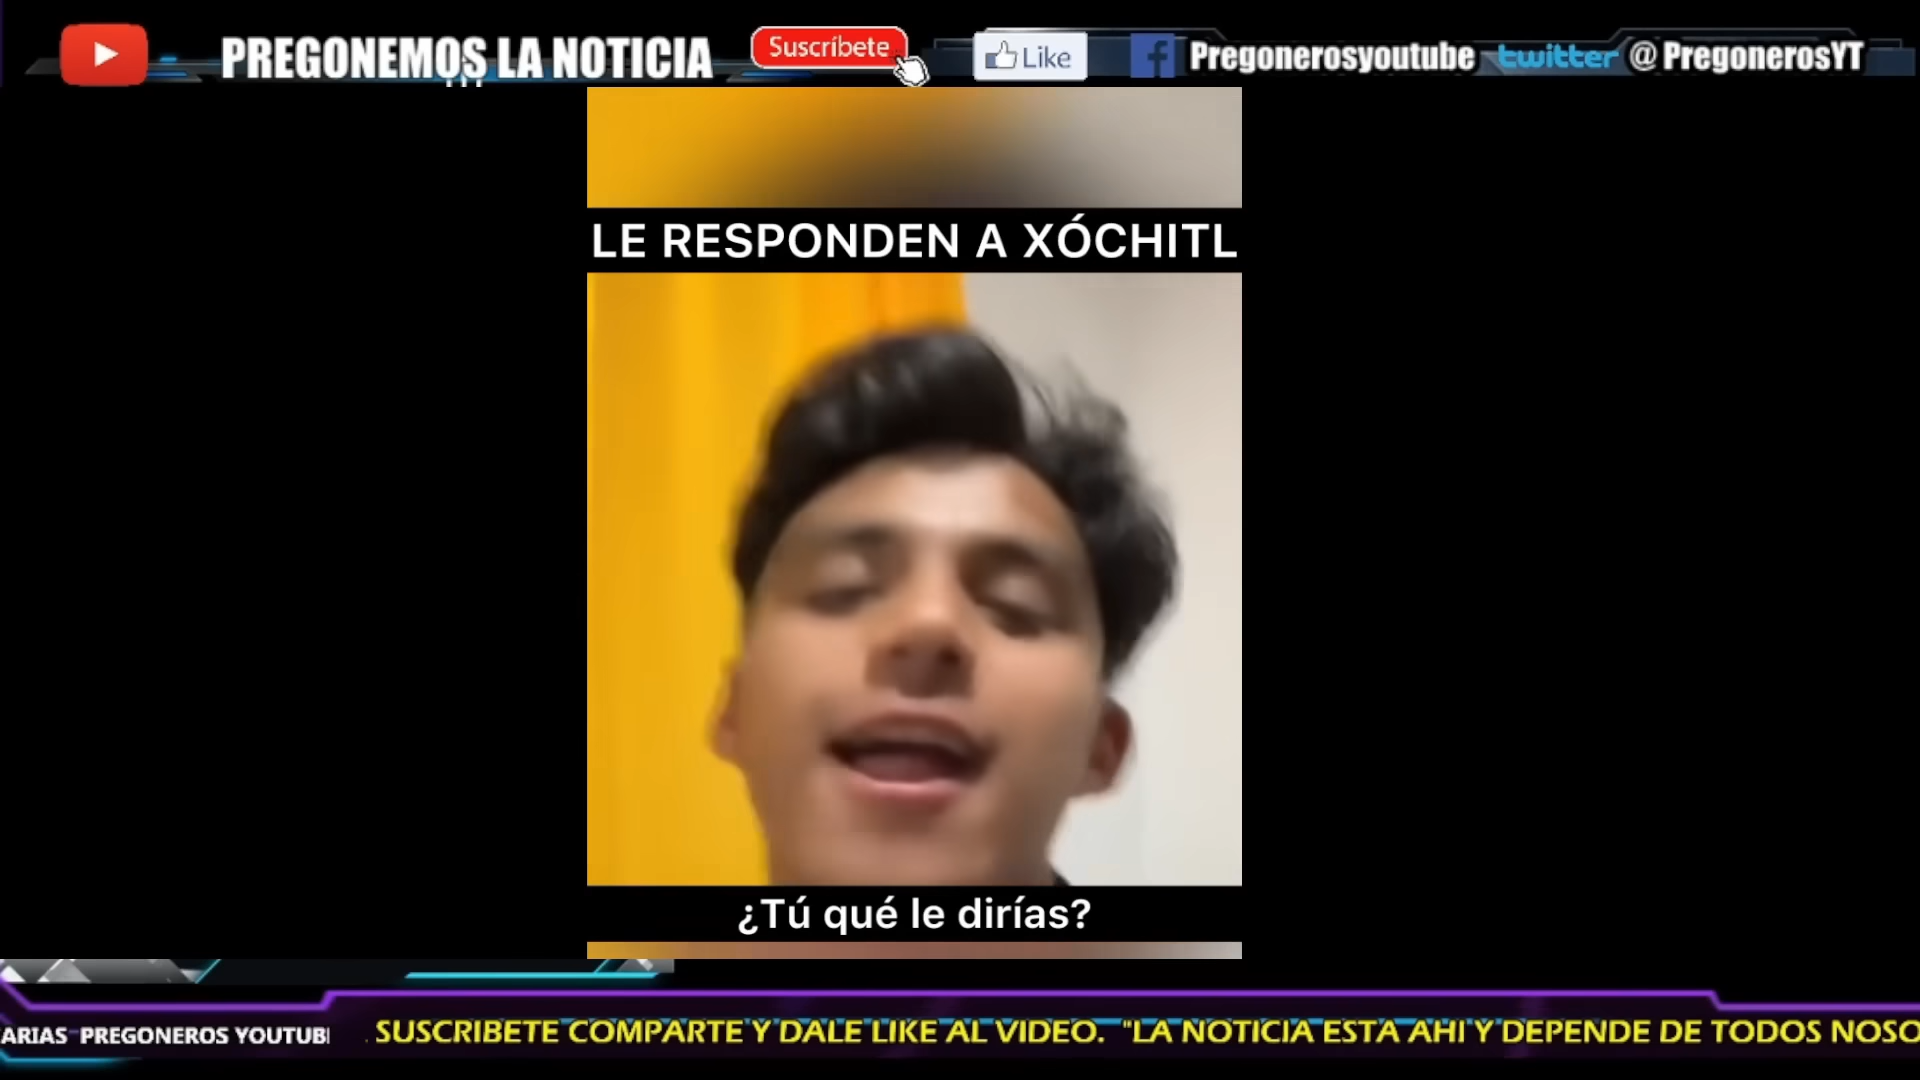 PREGONEMOS LA NOTICIA
Suscríbete
Like
f Pregonerosyoutube
twitter @PregonerosYT
LE RESPONDEN A XÓCHITL
¿Tú qué le dirías?
ARIAS PREGONEROS YOUTUB
. SUSCRIBETE COMPARTE Y DALE LIKE AL VIDEO. "LA NOTICIA ESTA AHI Y DEPENDE DE TODOS NOSO